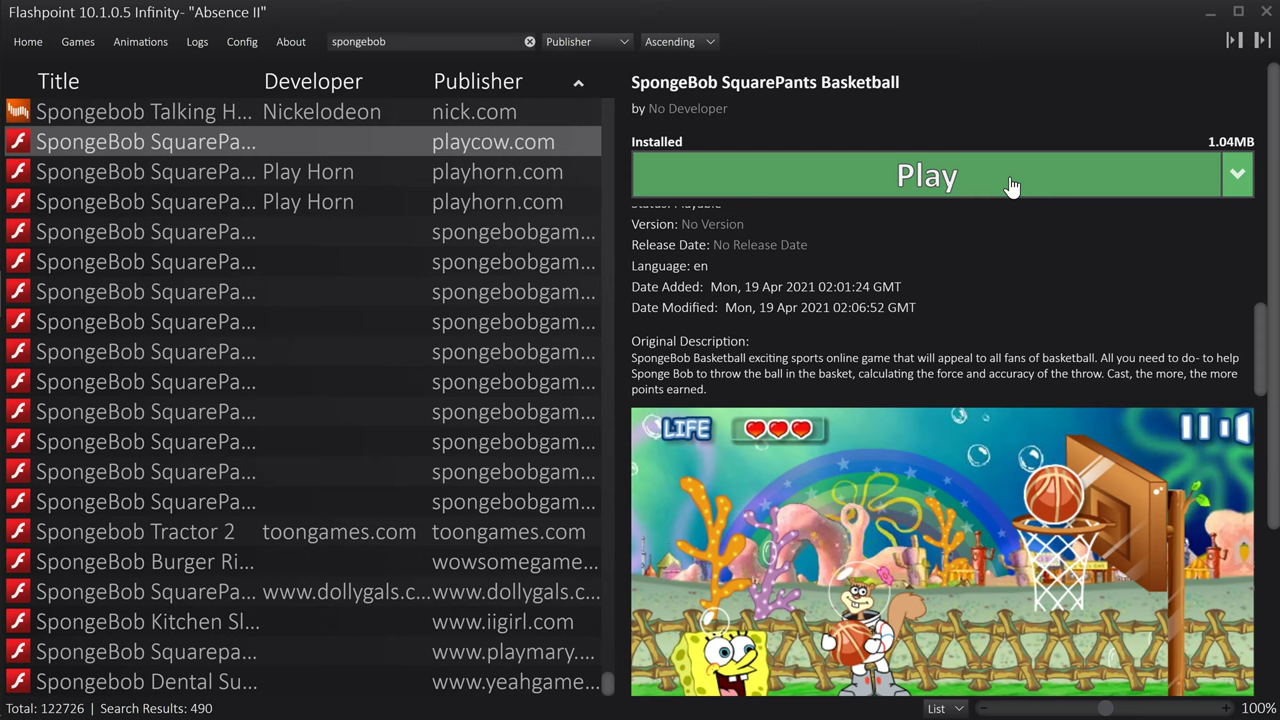 Flashpoint 10.1.0.5 Infinity- "Absence II"
Home Games Animations Logs Config About spongebob Publisher Ascending
Title Developer Publisher
Spongebob Talking H... Nickelodeon nick.com
SpongeBob SquarePa... playcow.com
SpongeBob SquarePa... Play Horn playhorn.com
SpongeBob SquarePa... Play Horn playhorn.com
SpongeBob SquarePa... spongebobgam...
SpongeBob SquarePa... spongebobgam...
SpongeBob SquarePa... spongebobgam...
SpongeBob SquarePa... spongebobgam...
SpongeBob SquarePa... spongebobgam...
SpongeBob SquarePa... spongebobgam...
SpongeBob SquarePa... spongebobgam...
SpongeBob SquarePa... spongebobgam...
SpongeBob SquarePa... spongebobgam...
SpongeBob SquarePa... spongebobgam...
Spongebob Tractor 2 toongames.com toongames.com
SpongeBob Burger Ri... wowsomegame...
SpongeBob SquarePa... www.dollygals.c... www.dollygals.c...
SpongeBob Kitchen Sl... www.iigirl.com
SpongeBob Squarepa... www.playmary....
Spongebob Dental Su... www.yeahgame...
SpongeBob SquarePants Basketball
by No Developer
Installed 1.04MB
Play
Status: Playable
Version: No Version
Release Date: No Release Date
Language: en
Date Added: Mon, 19 Apr 2021 02:01:24 GMT
Date Modified: Mon, 19 Apr 2021 02:06:52 GMT
Original Description:
SpongeBob Basketball exciting sports online game that will appeal to all fans of basketball. All you need to do- to help
Sponge Bob to throw the ball in the basket, calculating the force and accuracy of the throw. Cast, the more, the more
points earned.
LIFE
Total: 122726 | Search Results: 490
List 100%